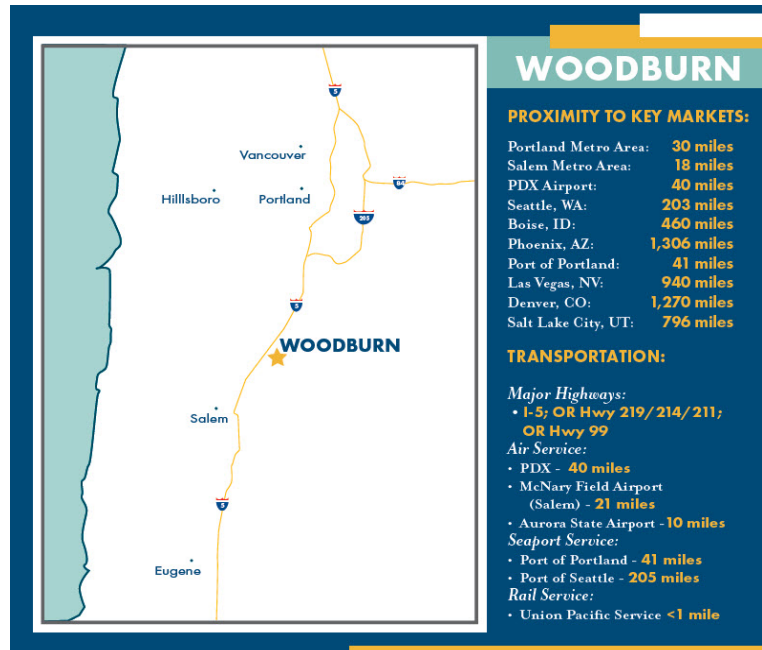 WOODBURN
PROXIMITY TO KEY MARKETS:
Portland Metro Area: 30 miles
Salem Metro Area: 18 miles
PDX Airport: 40 miles
Seattle, WA: 203 miles
Boise, ID: 460 miles
Phoenix, AZ: 1,306 miles
Port of Portland: 41 miles
Las Vegas, NV: 940 miles
Denver, CO: 1,270 miles
Salt Lake City, UT: 796 miles
TRANSPORTATION:
Major Highways:
• I-5; OR Hwy 219/214/211;
OR Hwy 99
Air Service:
• PDX - 40 miles
• McNary Field Airport
(Salem) - 21 miles
• Aurora State Airport - 10 miles
Seaport Service:
• Port of Portland - 41 miles
• Port of Seattle - 205 miles
Rail Service:
• Union Pacific Service <1 mile
5
Vancouver
84
Hilllsboro
Portland
205
5
WOODBURN
Salem
5
Eugene